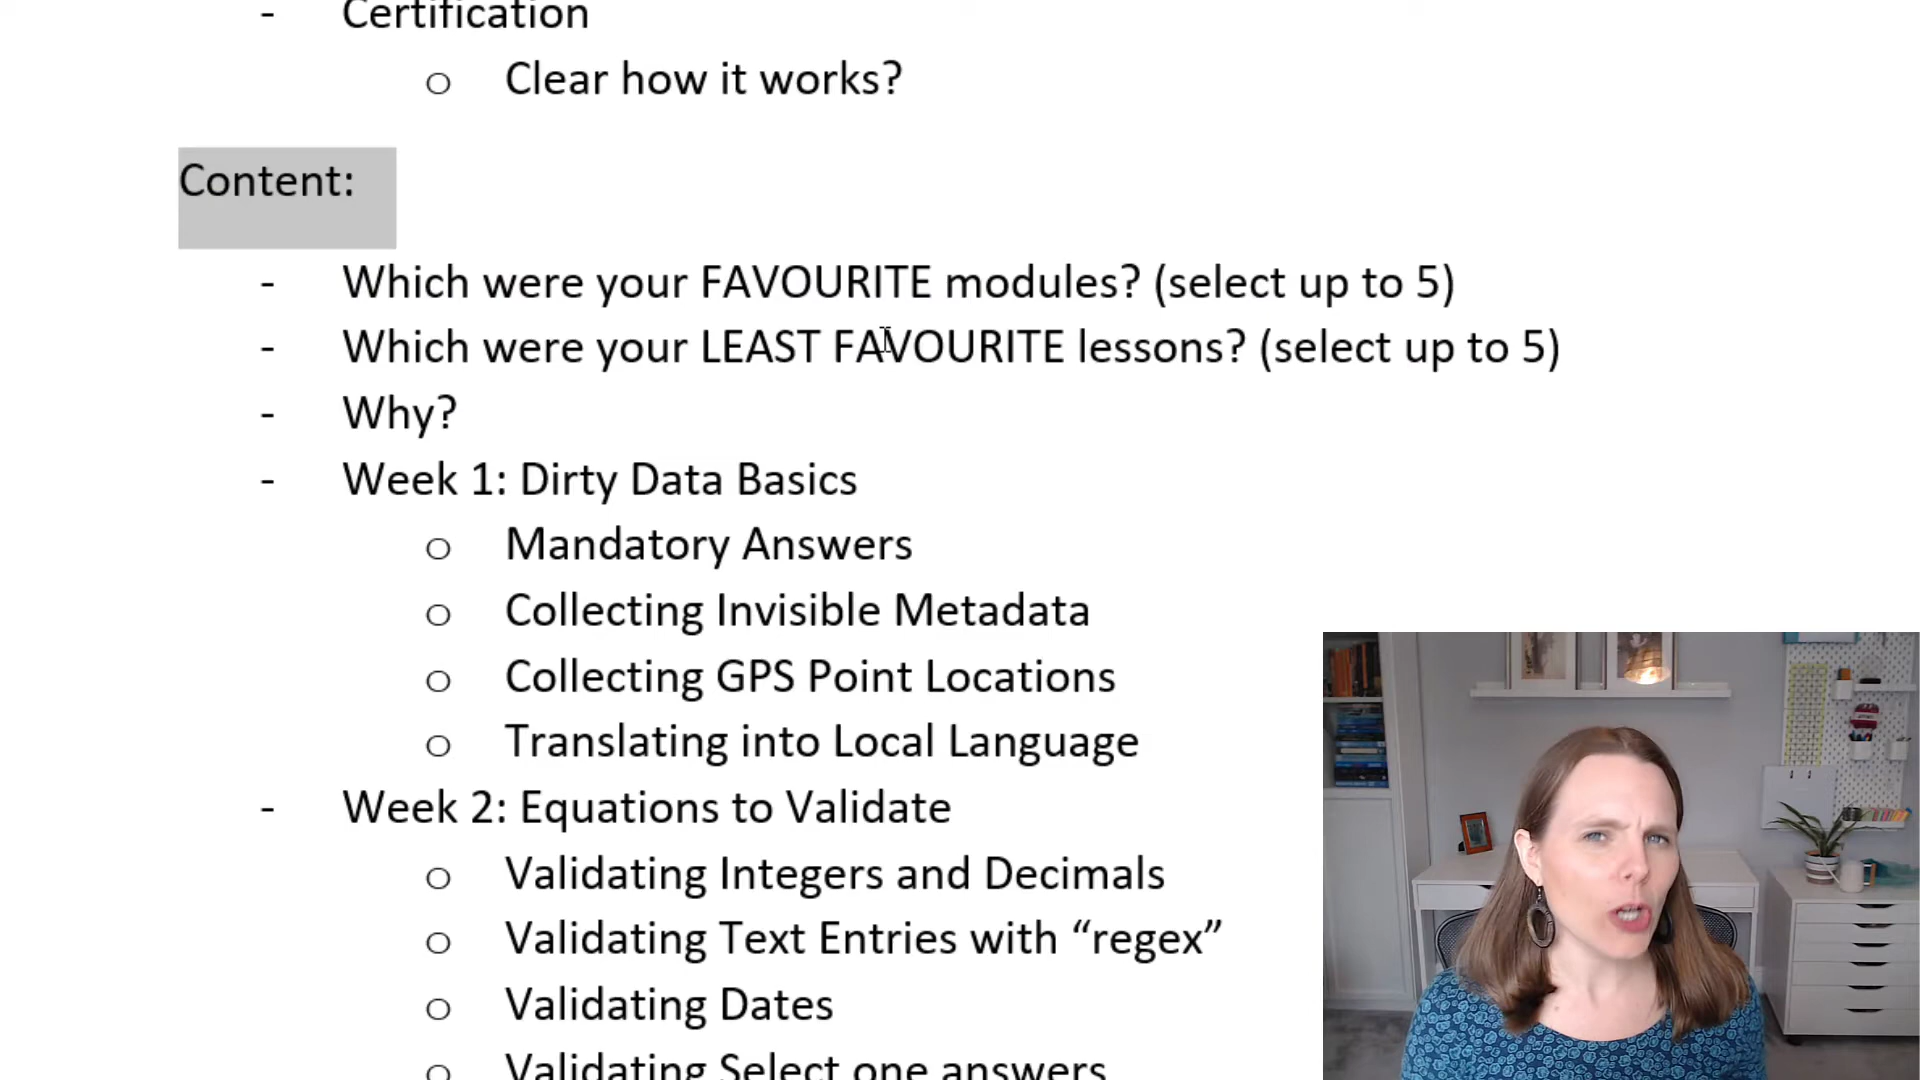 - Certification
o Clear how it works?
Content:
- Which were your FAVOURITE modules? (select up to 5)
- Which were your LEAST FAVOURITE lessons? (select up to 5)
- Why?
- Week 1: Dirty Data Basics
o Mandatory Answers
o Collecting Invisible Metadata
o Collecting GPS Point Locations
o Translating into Local Language
- Week 2: Equations to Validate
o Validating Integers and Decimals
o Validating Text Entries with “regex”
o Validating Dates
o Validating Select one answers